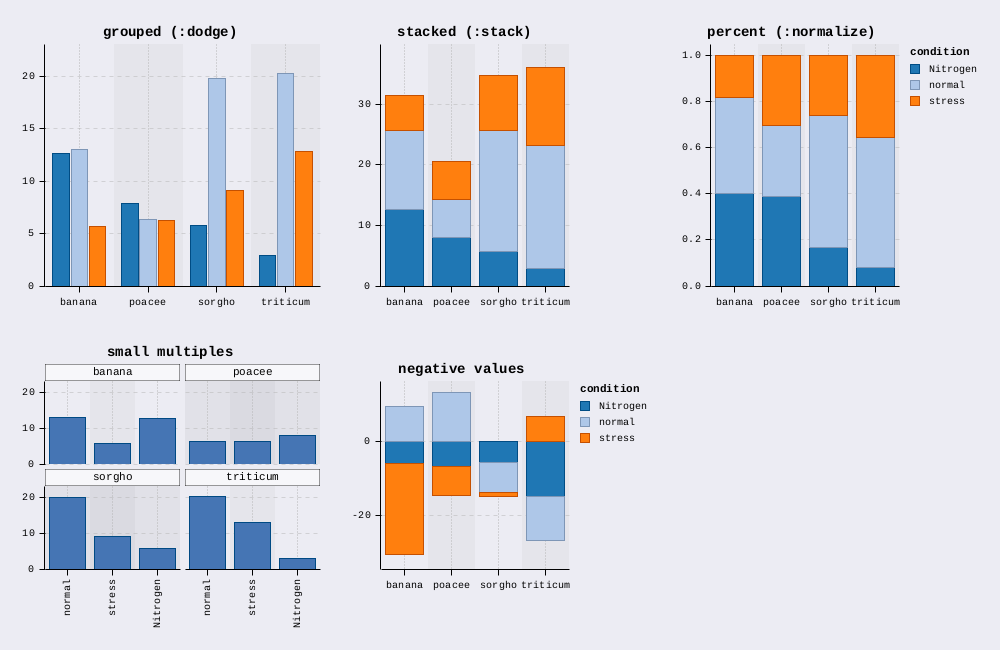 grouped (:dodge)
20
15
10
5
0
banana poacee sorgho triticum
stacked (:stack)
30
20
10
0
banana poacee sorgho triticum
percent (:normalize)
1.0
0.8
0.6
0.4
0.2
0.0
banana poacee sorgho triticum
condition
Nitrogen
normal
stress
small multiples
banana poacee
20
10
0
sorgho triticum
20
10
0
normal stress Nitrogen normal stress Nitrogen
negative values
0
-20
banana poacee sorgho triticum
condition
Nitrogen
normal
stress